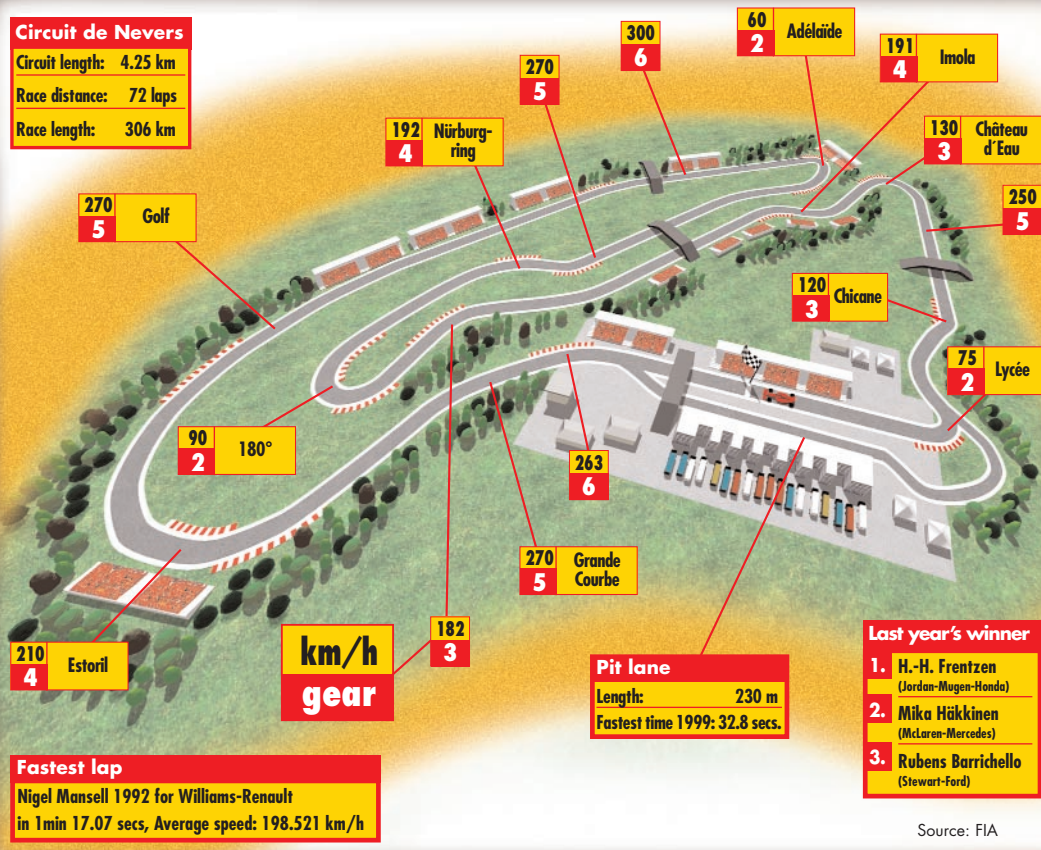 Circuit de Nevers
Circuit length: 4.25 km
Race distance: 72 laps
Race length: 306 km
60
2
Adélaïde
300
6
191
4
Imola
270
5
192
4
Nürburg-
ring
130
3
Château
d´Eau
270
5
Golf
250
5
120
3
Chicane
75
2
Lycée
90
2
180°
263
6
270
5
Grande
Courbe
182
3
km/h
gear
210
4
Estoril
Pit lane
Length: 230 m
Fastest time 1999: 32.8 secs.
Last year's winner
1. H.-H. Frentzen
(Jordan-Mugen-Honda)
2. Mika Häkkinen
(McLaren-Mercedes)
3. Rubens Barrichello
(Stewart-Ford)
Fastest lap
Nigel Mansell 1992 for Williams-Renault
in 1min 17.07 secs, Average speed: 198.521 km/h
Source: FIA